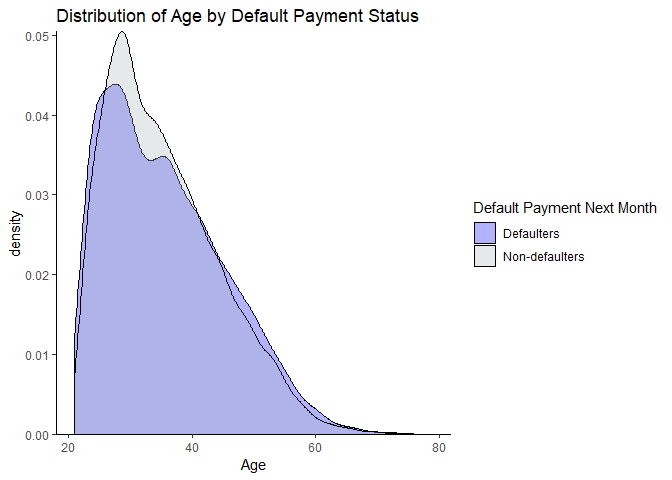 Distribution of Age by Default Payment Status
0.05
0.04
0.03
0.02
0.01
0.00
density
20 40 60 80
Age
Default Payment Next Month
Defaulters
Non-defaulters